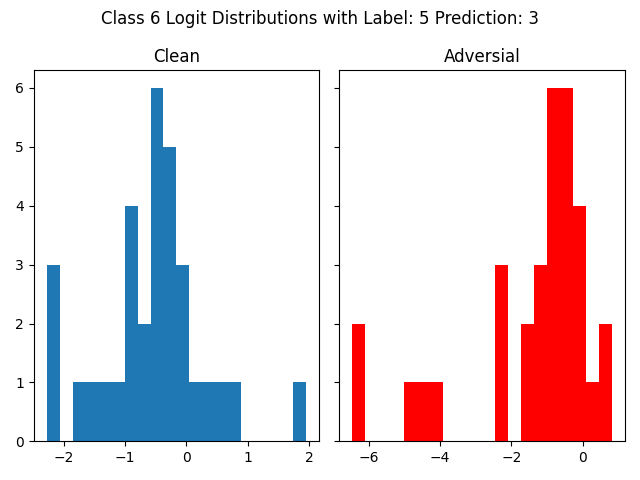 Class 6 Logit Distributions with Label: 5 Prediction: 3
Clean
Adversial
6
5
4
3
2
1
0
−2 −1 0 1 2
−6 −4 −2 0